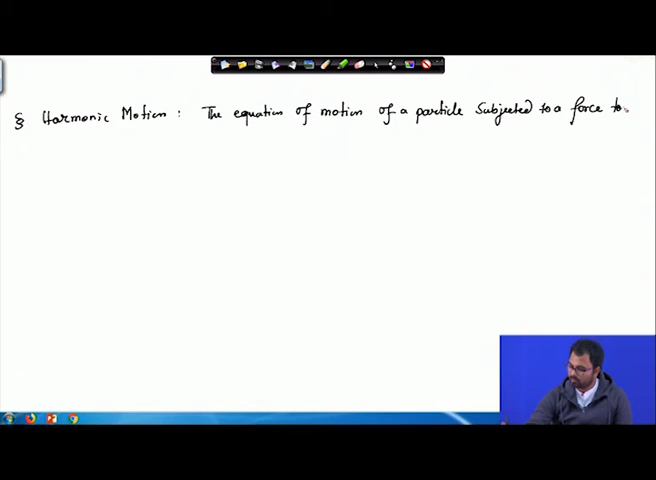 § Harmonic Motion : The equation of motion of a particle Subjected to a force to